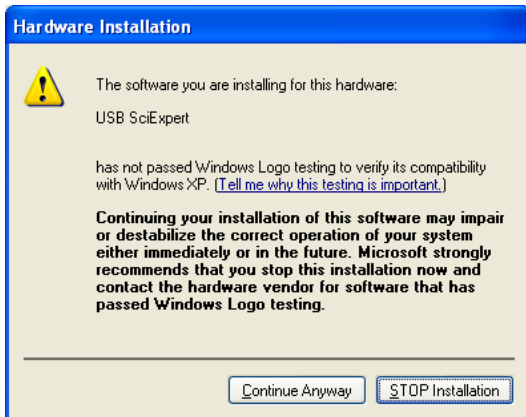 Hardware Installation
The software you are installing for this hardware:
USB SciExpert
has not passed Windows Logo testing to verify its compatibility
with Windows XP. (Tell me why this testing is important.)
Continuing your installation of this software may impair
or destabilize the correct operation of your system
either immediately or in the future. Microsoft strongly
recommends that you stop this installation now and
contact the hardware vendor for software that has
passed Windows Logo testing.
Continue Anyway
STOP Installation